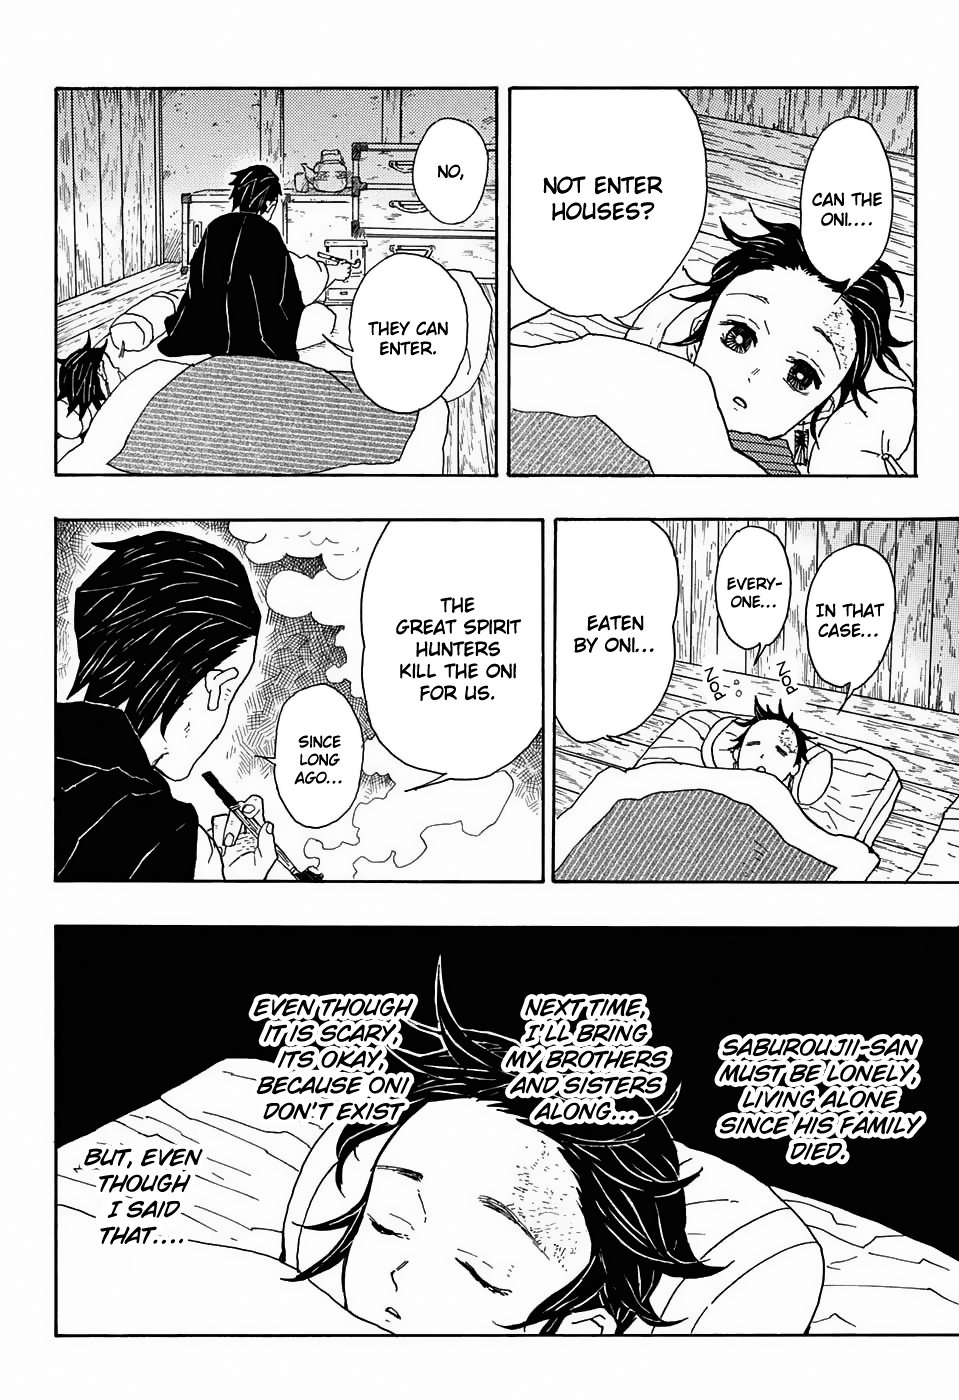 CAN THE
ONI....
NOT ENTER
HOUSES?
NO,
THEY CAN
ENTER.
IN THAT
CASE...
EVERY-
ONE...
PON
PON
EATEN
BY ONI...
THE
GREAT SPIRIT
HUNTERS
KILL THE ONI
FOR US.
SINCE
LONG
AGO...
SABUROUJII-SAN
MUST BE LONELY,
LIVING ALONE
SINCE HIS FAMILY
DIED.
NEXT TIME,
I'LL BRING
MY BROTHERS
AND SISTERS
ALONG...
EVEN THOUGH
IT IS SCARY,
ITS OKAY,
BECAUSE ONI
DON'T EXIST
BUT, EVEN
THOUGH
I SAID
THAT....